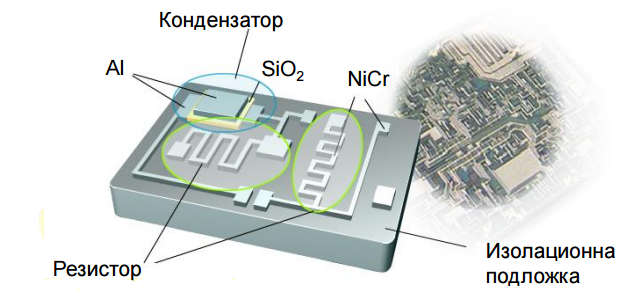 Кондензатор
Al
SiO2
NiCr
Резистор
Изолационна
подложка